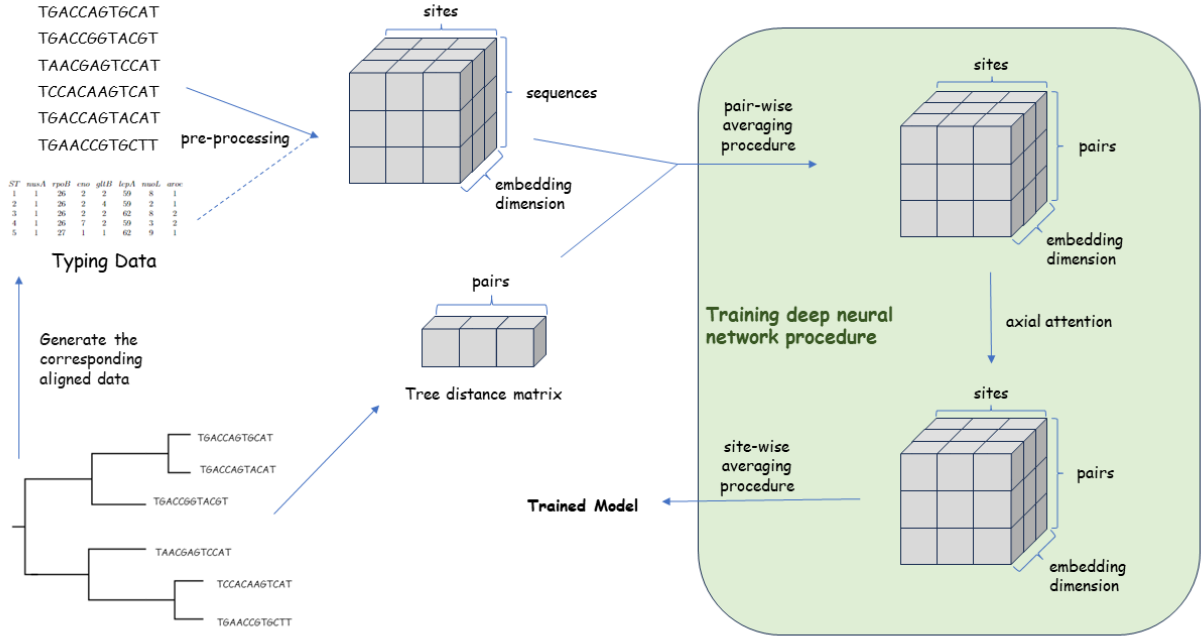 TGACCAGTGCAT
TGACCGGTACGT
TAACGAGTCCAT
TCCACAAGTCAT
TGACCAGTACAT
TGAACCGTGCTT
pre-processing
ST nusA rpoB eno gltB lepA nuoL aroc
1 1 26 2 2 59 8 1
2 1 26 2 4 59 2 1
3 1 26 2 2 62 8 2
4 1 26 7 2 59 3 2
5 1 27 1 1 62 9 1
Typing Data
Generate the
corresponding
aligned data
TGACCAGTGCAT
TGACCAGTACAT
TGACCGGTACGT
TAACGAGTCCAT
TCCACAAGTCAT
TGAACCGTGCTT
sites
sequences
embedding
dimension
pairs
Tree distance matrix
pair-wise
averaging
procedure
sites
pairs
embedding
dimension
Training deep neural
network procedure
axial attention
sites
pairs
embedding
dimension
site-wise
averaging
procedure
Trained Model